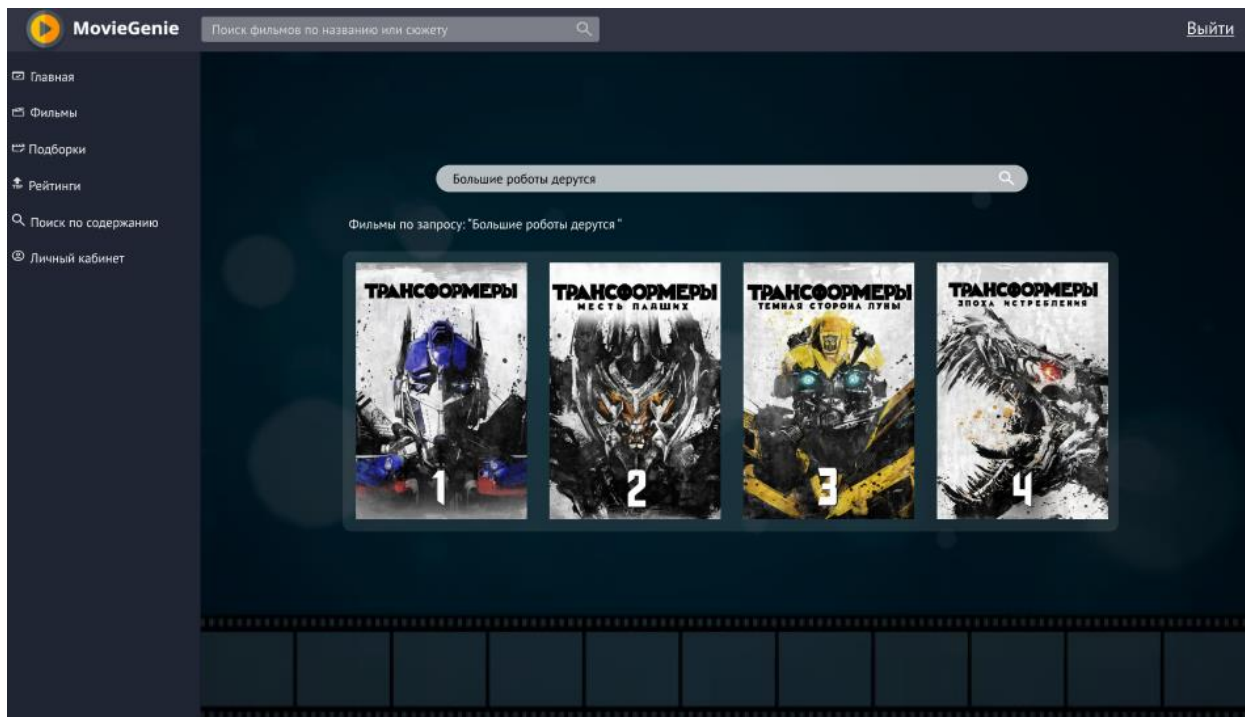 MovieGenie
Поиск фильмов по названию или сюжету
Выйти
Главная
Фильмы
Подборки
Рейтинги
Поиск по содержанию
Личный кабинет
Большие роботы дерутся
Фильмы по запросу: "Большие роботы дерутся "
ТРАНСФОРМЕРЫ
1
ТРАНСФОРМЕРЫ
МЕСТЬ ПАДШИХ
2
ТРАНСФОРМЕРЫ
ТЕМНАЯ СТОРОНА ЛУНЫ
3
ТРАНСФОРМЕРЫ
ЭПОХА ИСТРЕБЛЕНИЯ
4